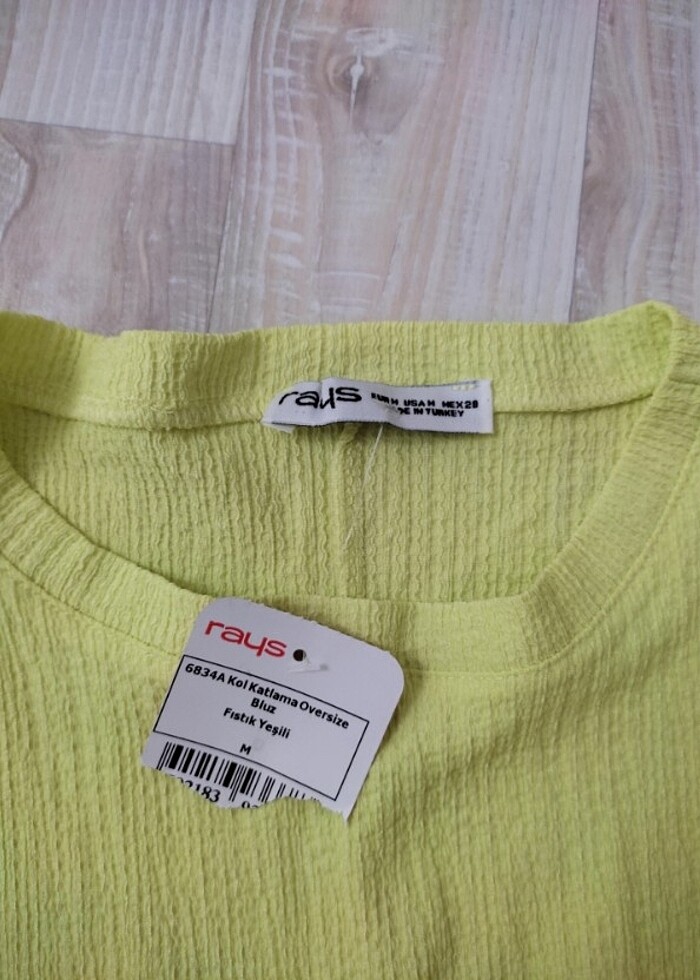 rays
EUR M USA M MEX 28
MADE IN TURKEY
rays
6834A Kol Katlama Oversize
Bluz
Fıstık Yeşili
M